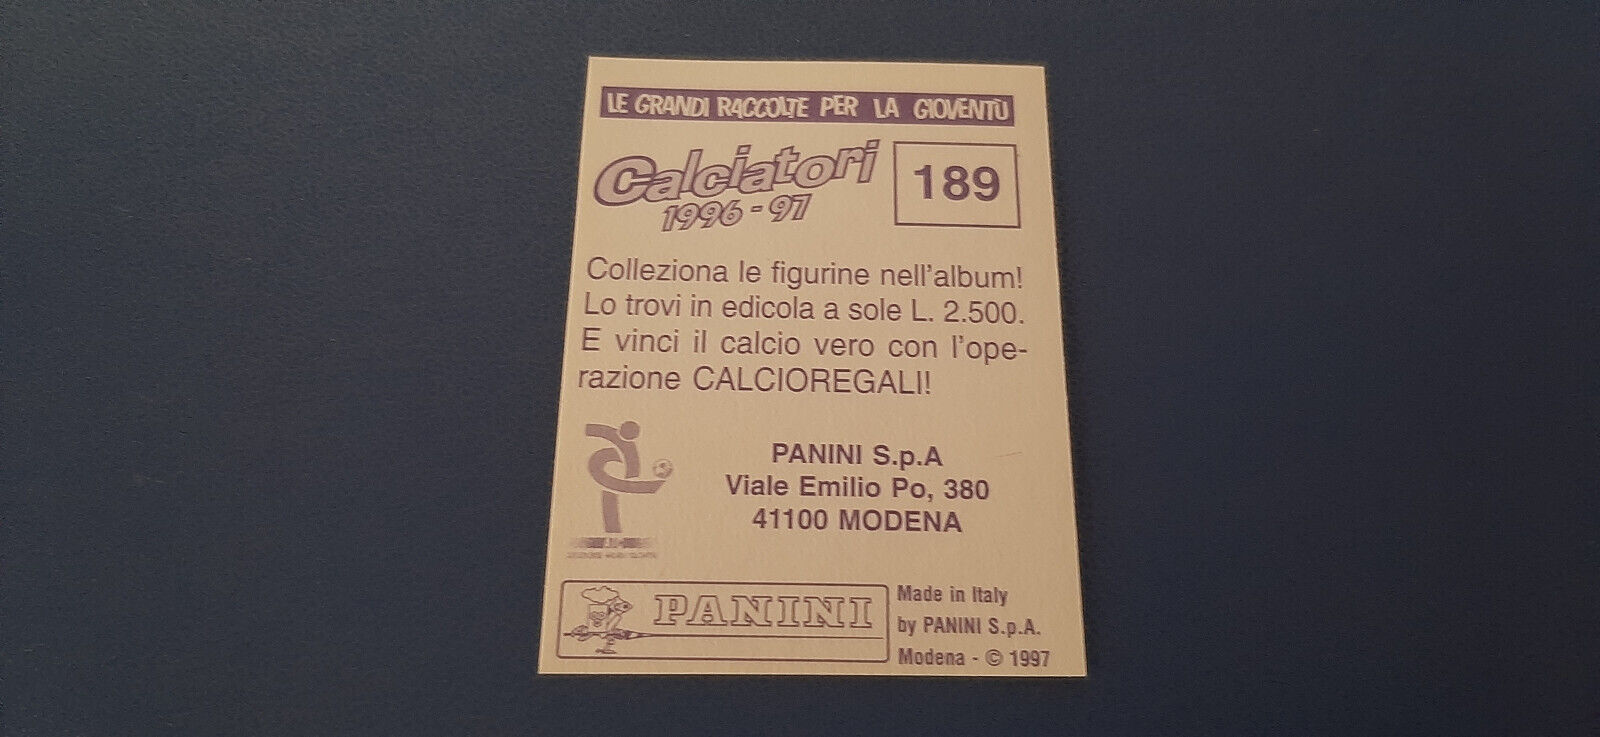 LE GRANDI RACCOLTE PER LA GIOVENTÙ
Calciatori
1996-97
189
Colleziona le figurine nell'album!
Lo trovi in edicola a sole L. 2.500.
E vinci il calcio vero con l'ope-
razione CALCIOREGALI!
PANINI S.p.A
Viale Emilio Po, 380
41100 MODENA
PANINI
Made in Italy
by PANINI S.p.A.
Modena - © 1997